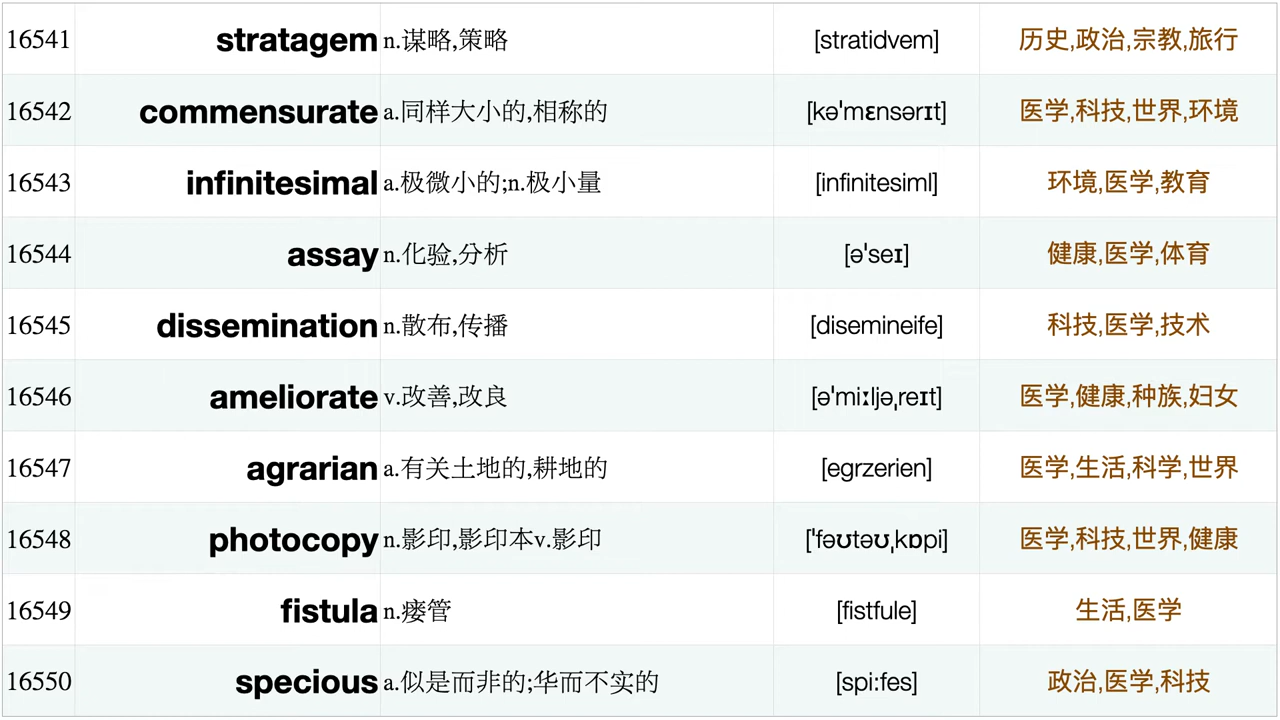 16541 stratagem n.谋略,策略 [stratidvem] 历史,政治,宗教,旅行
16542 commensurate a.同样大小的,相称的 [kə'mɛnsərɪt] 医学,科技,世界,环境
16543 infinitesimal a.极微小的;n.极小量 [infinitesiml] 环境,医学,教育
16544 assay n.化验,分析 [ə'seɪ] 健康,医学,体育
16545 dissemination n.散布,传播 [disemineife] 科技,医学,技术
16546 ameliorate v.改善,改良 [ə'miːljəˌreɪt] 医学,健康,种族,妇女
16547 agrarian a.有关土地的,耕地的 [egrzerien] 医学,生活,科学,世界
16548 photocopy n.影印,影印本v.影印 ['fəʊtəʊˌkɒpi] 医学,科技,世界,健康
16549 fistula n.瘘管 [fistfule] 生活,医学
16550 specious a.似是而非的;华而不实的 [spi:fes] 政治,医学,科技